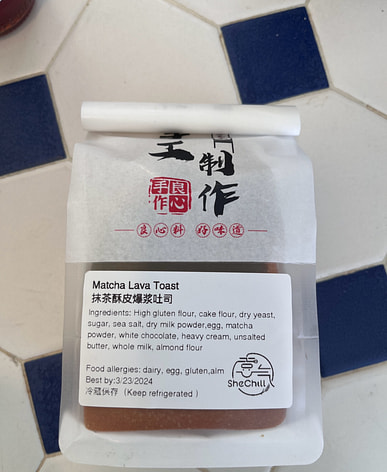 工
制作
良心
手作
良心料 好味道
Matcha Lava Toast
抹茶酥皮爆浆吐司
Ingredients: High gluten flour, cake flour, dry yeast,
sugar, sea salt, dry milk powder,egg, matcha
powder, white chocolate, heavy cream, unsalted
butter, whole milk, almond flour
Food allergies: dairy, egg, gluten,alm
Best by:3/23/2024
冷藏保存（Keep refrigerated ）
SheChill